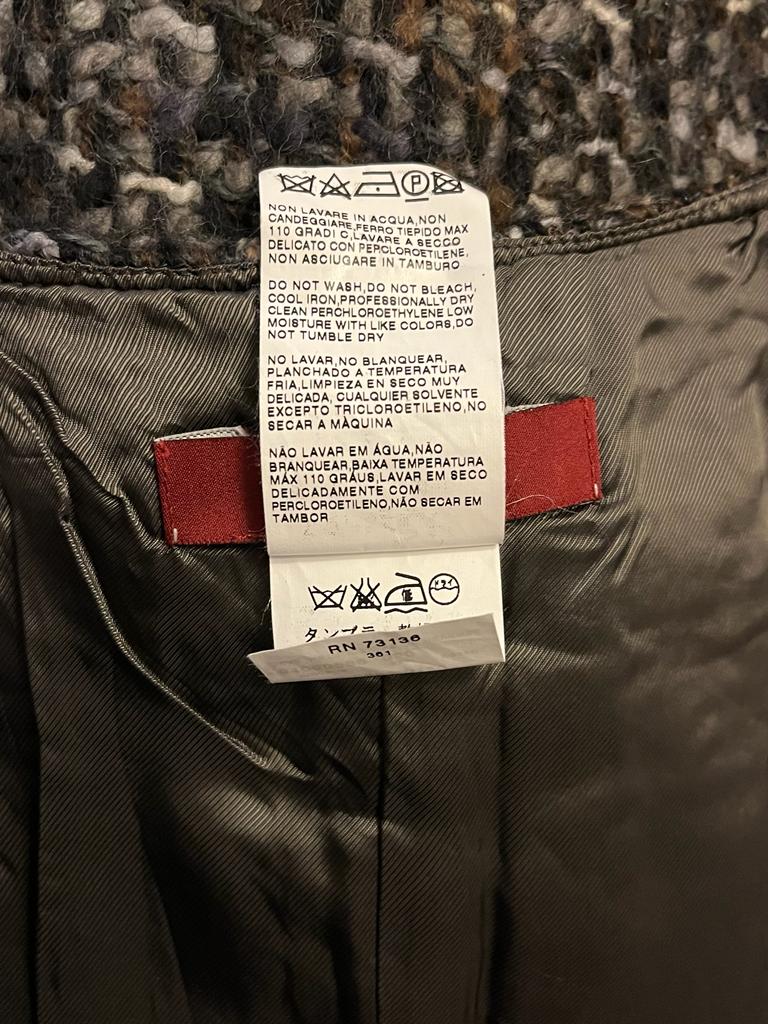 NON LAVARE IN ACQUA,NON
CANDEGGIARE,FERRO TIEPIDO MAX
110 GRADI C,LAVARE A SECCO
DELICATO CON PERCLOROETILENE,
NON ASCIUGARE IN TAMBURO
DO NOT WASH,DO NOT BLEACH,
COOL IRON,PROFESSIONALLY DRY
CLEAN PERCHLOROETHYLENE LOW
MOISTURE WITH LIKE COLORS,DO
NOT TUMBLE DRY
NO LAVAR,NO BLANQUEAR,
PLANCHADO A TEMPERATURA
FRIA,LIMPIEZA EN SECO MUY
DELICADA, CUALQUIER SOLVENTE
EXCEPTO TRICLOROETILENO,NO
SECAR A MÀQUINA
NÃO LAVAR EM ÁGUA,NÃO
BRANQUEAR,BAIXA TEMPERATURA
MÁX 110 GRÁUS,LAVAR EM SECO
DELICADAMENTE COM
PERCLOROETILENO,NÃO SECAR EM
TAMBOR
RN 73136
361